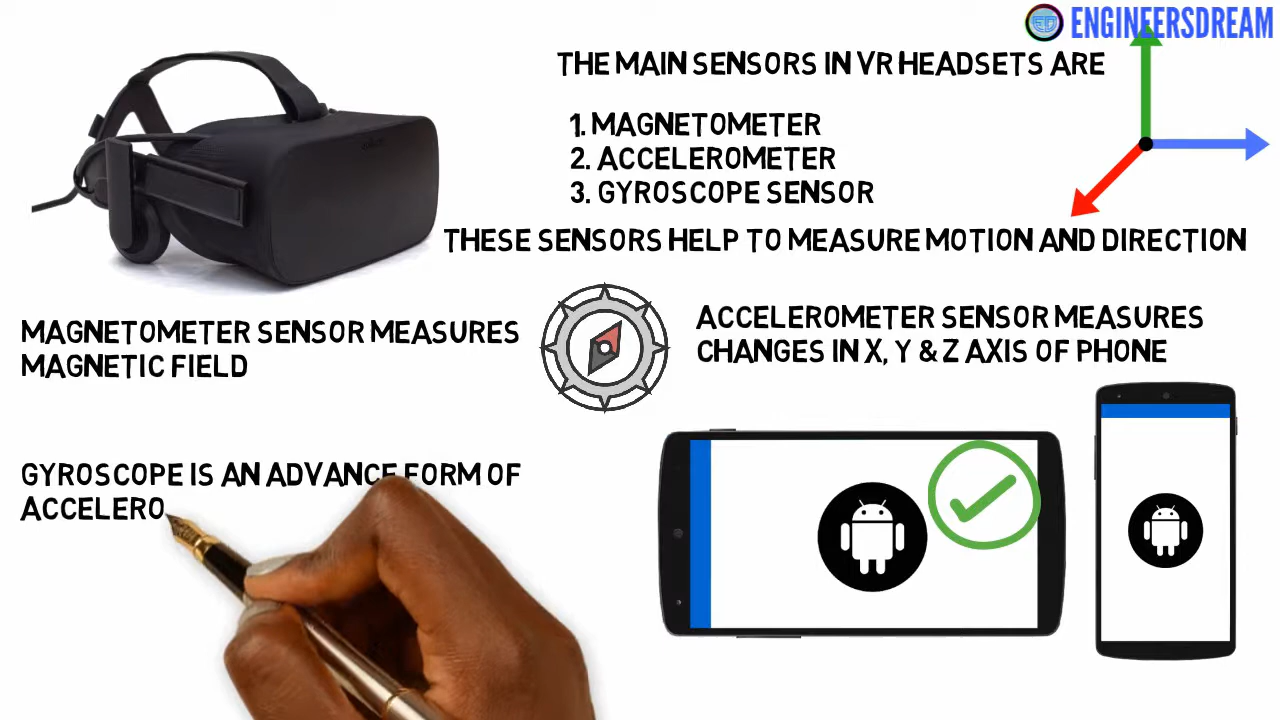 ENGINEERSDREAM
THE MAIN SENSORS IN VR HEADSETS ARE
1. MAGNETOMETER
2. ACCELEROMETER
3. GYROSCOPE SENSOR
THESE SENSORS HELP TO MEASURE MOTION AND DIRECTION
MAGNETOMETER SENSOR MEASURES
MAGNETIC FIELD
ACCELEROMETER SENSOR MEASURES
CHANGES IN X, Y & Z AXIS OF PHONE
GYROSCOPE IS AN ADVANCE FORM OF
ACCELERO